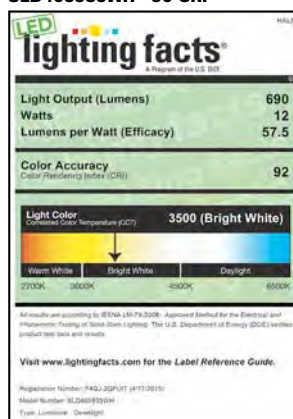 LED
lighting facts®
A Program of the U.S. DOE
Light Output (Lumens) 690
Watts 12
Lumens per Watt (Efficacy) 57.5
Color Accuracy
Color Rendering Index (CRI) 92
Light Color
Correlated Color Temperature (CCT) 3500 (Bright White)
Warm White Bright White Daylight
2700K 3000K 4500K 6500K
All results are according to IESNA LM-79-2008: Approved Method for the Electrical and
Photometric Testing of Solid-State Lighting. The U.S. Department of Energy (DOE) verifies
product test data and results.
Visit www.lightingfacts.com for the Label Reference Guide.
Registration Number: (4/17/2015)
Model Number: SLD405935WH
Type: Luminaire - Downlight